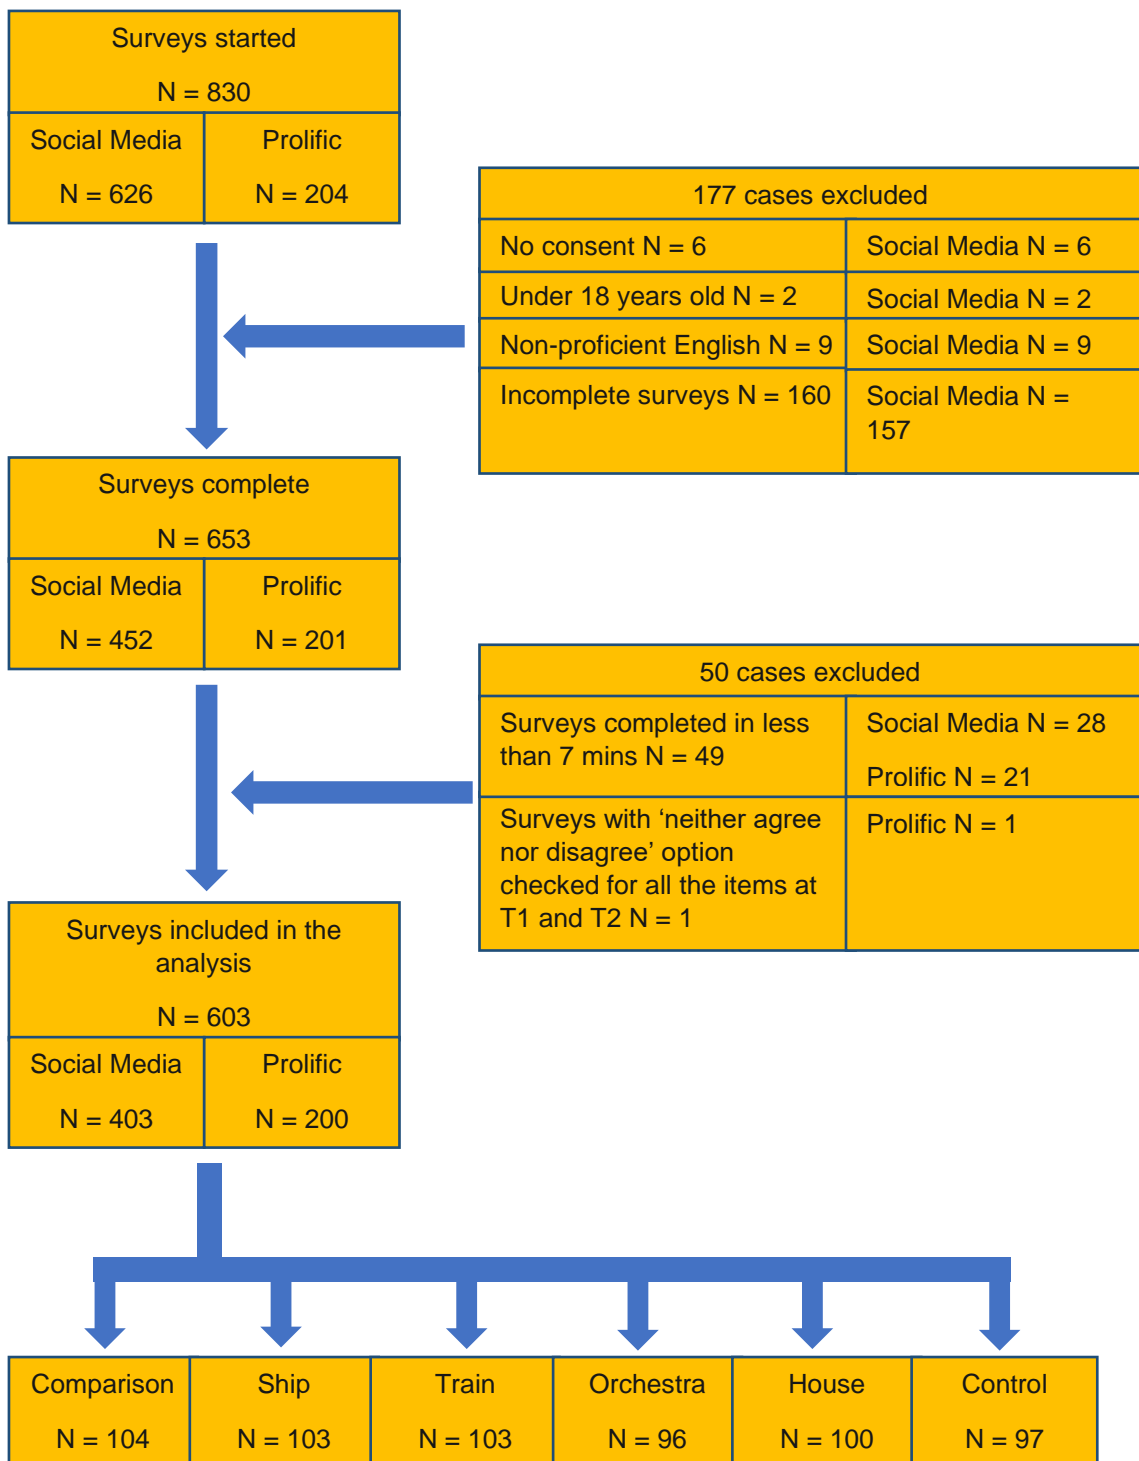 Surveys started
N = 830
Social Media
N = 626
Prolific
N = 204
177 cases excluded
No consent N = 6
Social Media N = 6
Under 18 years old N = 2
Social Media N = 2
Non-proficient English N = 9
Social Media N = 9
Incomplete surveys N = 160
Social Media N =
157
Surveys complete
N = 653
Social Media
N = 452
Prolific
N = 201
50 cases excluded
Surveys completed in less
than 7 mins N = 49
Social Media N = 28
Prolific N = 21
Surveys with ‘neither agree
nor disagree’ option
checked for all the items at
T1 and T2 N = 1
Prolific N = 1
Surveys included in the
analysis
N = 603
Social Media
N = 403
Prolific
N = 200
Comparison
N = 104
Ship
N = 103
Train
N = 103
Orchestra
N = 96
House
N = 100
Control
N = 97